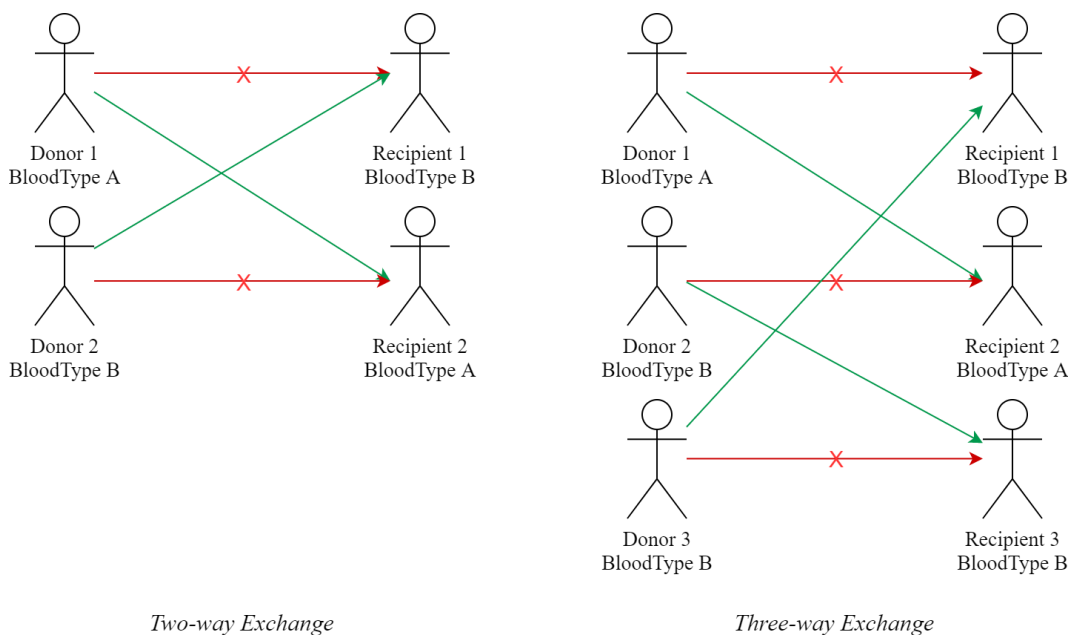 Donor 1
BloodType A
Recipient 1
BloodType B
Donor 2
BloodType B
Recipient 2
BloodType A
Two-way Exchange
Donor 1
BloodType A
Recipient 1
BloodType B
Donor 2
BloodType B
Recipient 2
BloodType A
Donor 3
BloodType B
Recipient 3
BloodType B
Three-way Exchange